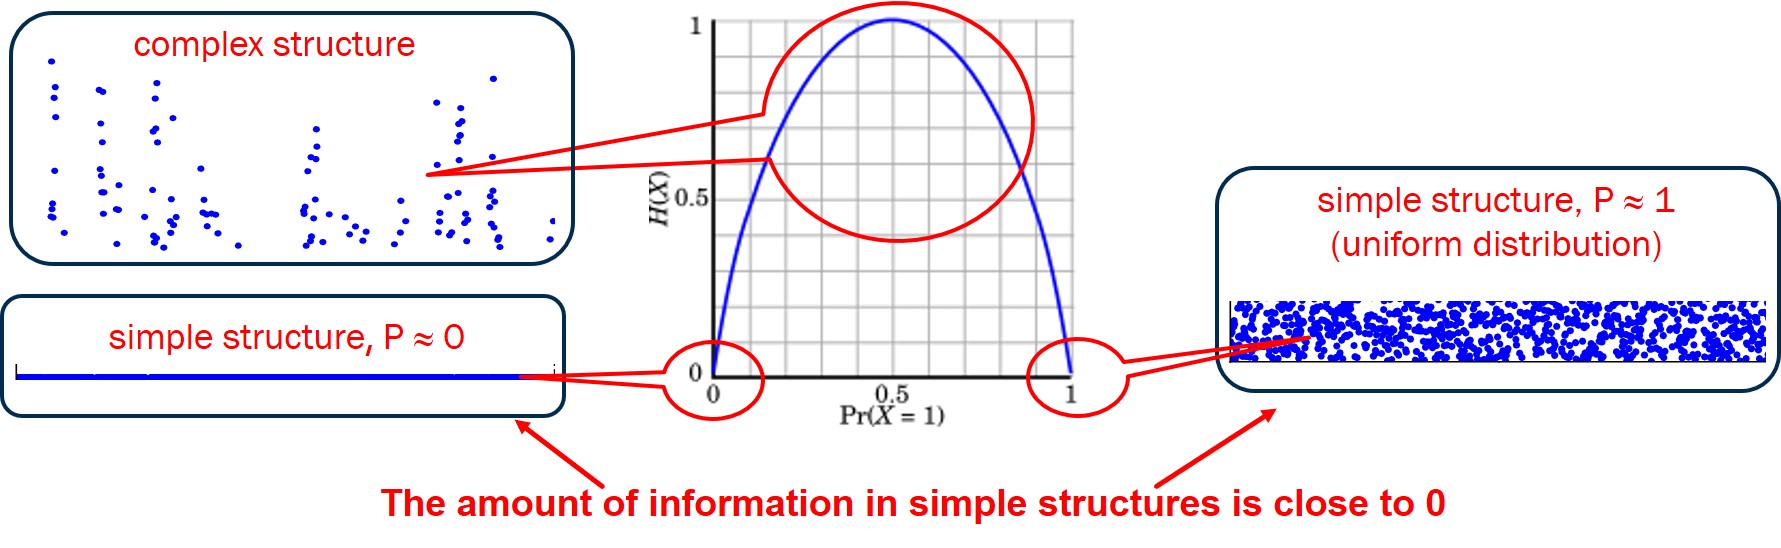 complex structure
simple structure, P ≈ 0
1
0.5
0
H(X)
0
0.5
1
Pr(X = 1)
simple structure, P ≈ 1
(uniform distribution)
The amount of information in simple structures is close to 0